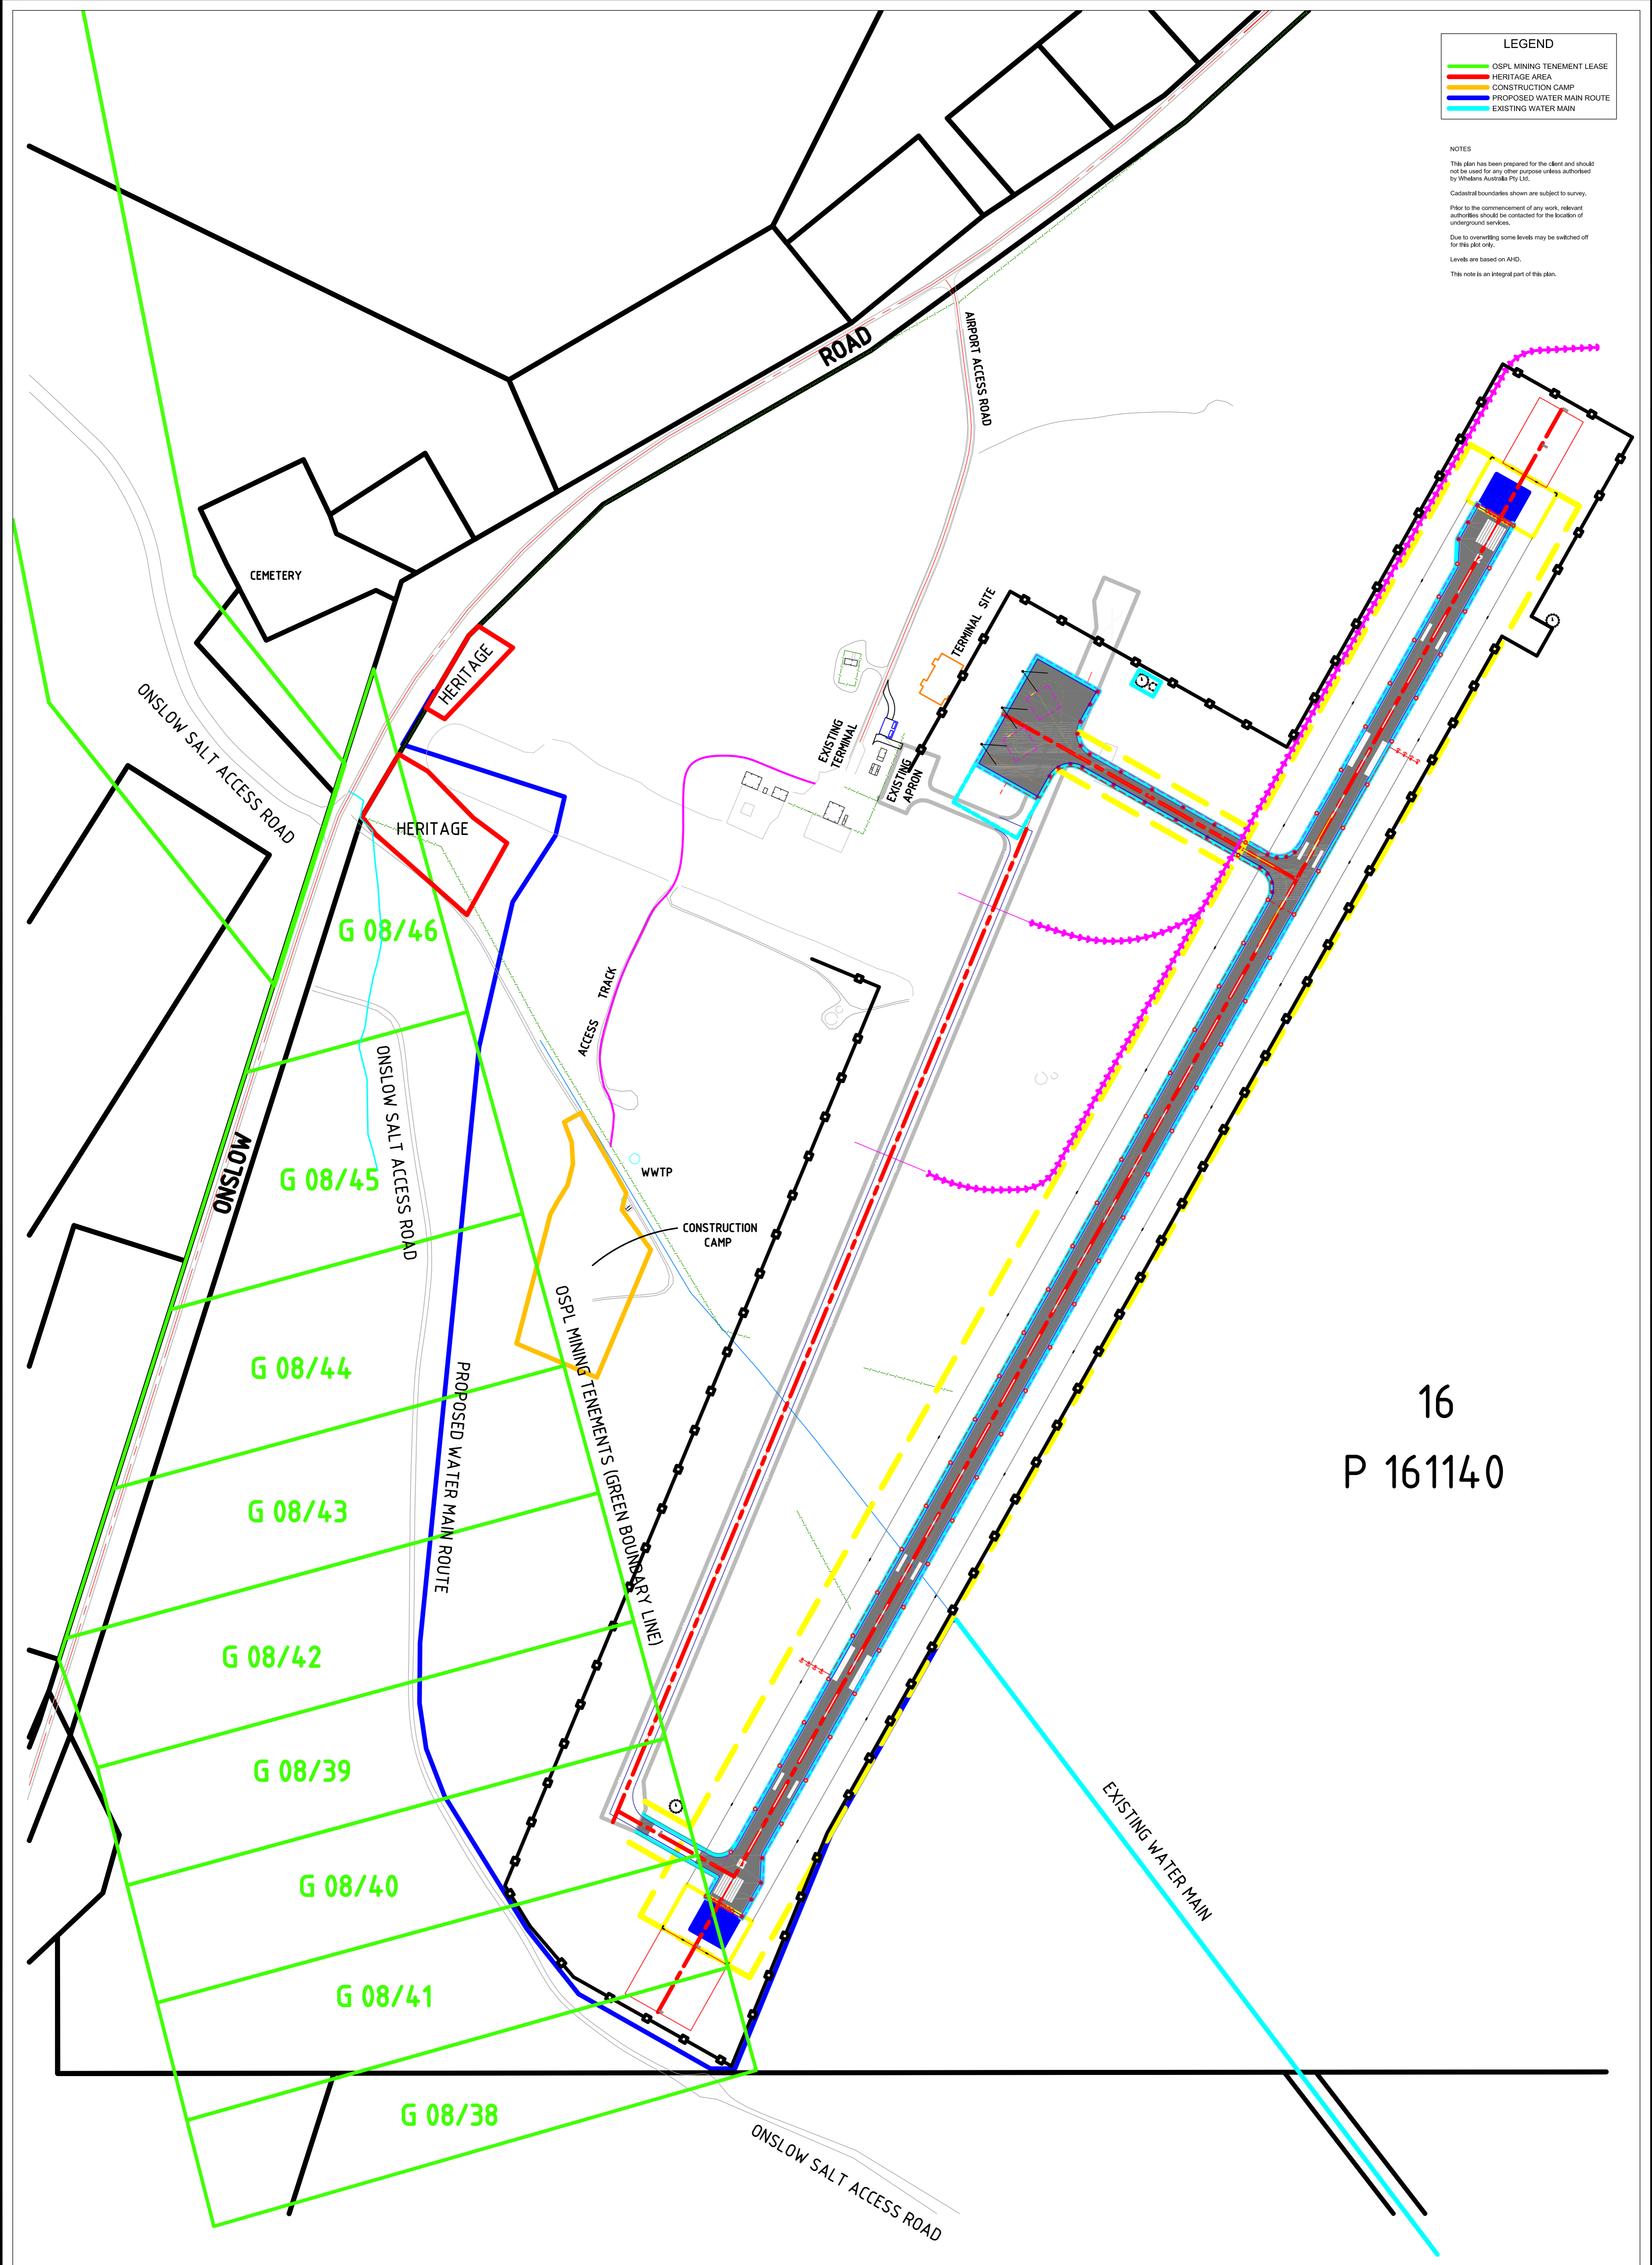 LEGEND
OSPL MINING TENEMENT LEASE
HERITAGE AREA
CONSTRUCTION CAMP
PROPOSED WATER MAIN ROUTE
EXISTING WATER MAIN
NOTES
This plan has been prepared for the client and should
not be used for any other purpose unless authorised
by Whelans Australia Pty Ltd.
Cadastral boundaries shown are subject to survey.
Prior to the commencement of any work, relevant
authorities should be contacted for the location of
underground services.
Due to overwriting some levels may be switched off
for this plot only.
Levels are based on AHD.
This note is an integral part of this plan.
ROAD
AIRPORT ACCESS ROAD
CEMETERY
TERMINAL SITE
HERITAGE
ONSLOW SALT ACCESS ROAD
EXISTING
TERMINAL
EXISTING
APRON
HERITAGE
G 08/46
ACCESS TRACK
ONSLOW SALT ACCESS ROAD
ONSLOW
G 08/45
WWTP
CONSTRUCTION
CAMP
OSPL MINING TENEMENTS (GREEN BOUNDARY LINE)
G 08/44
PROPOSED WATER MAIN ROUTE
16
P 161140
G 08/43
G 08/42
G 08/39
EXISTING WATER MAIN
G 08/40
G 08/41
G 08/38
ONSLOW SALT ACCESS ROAD